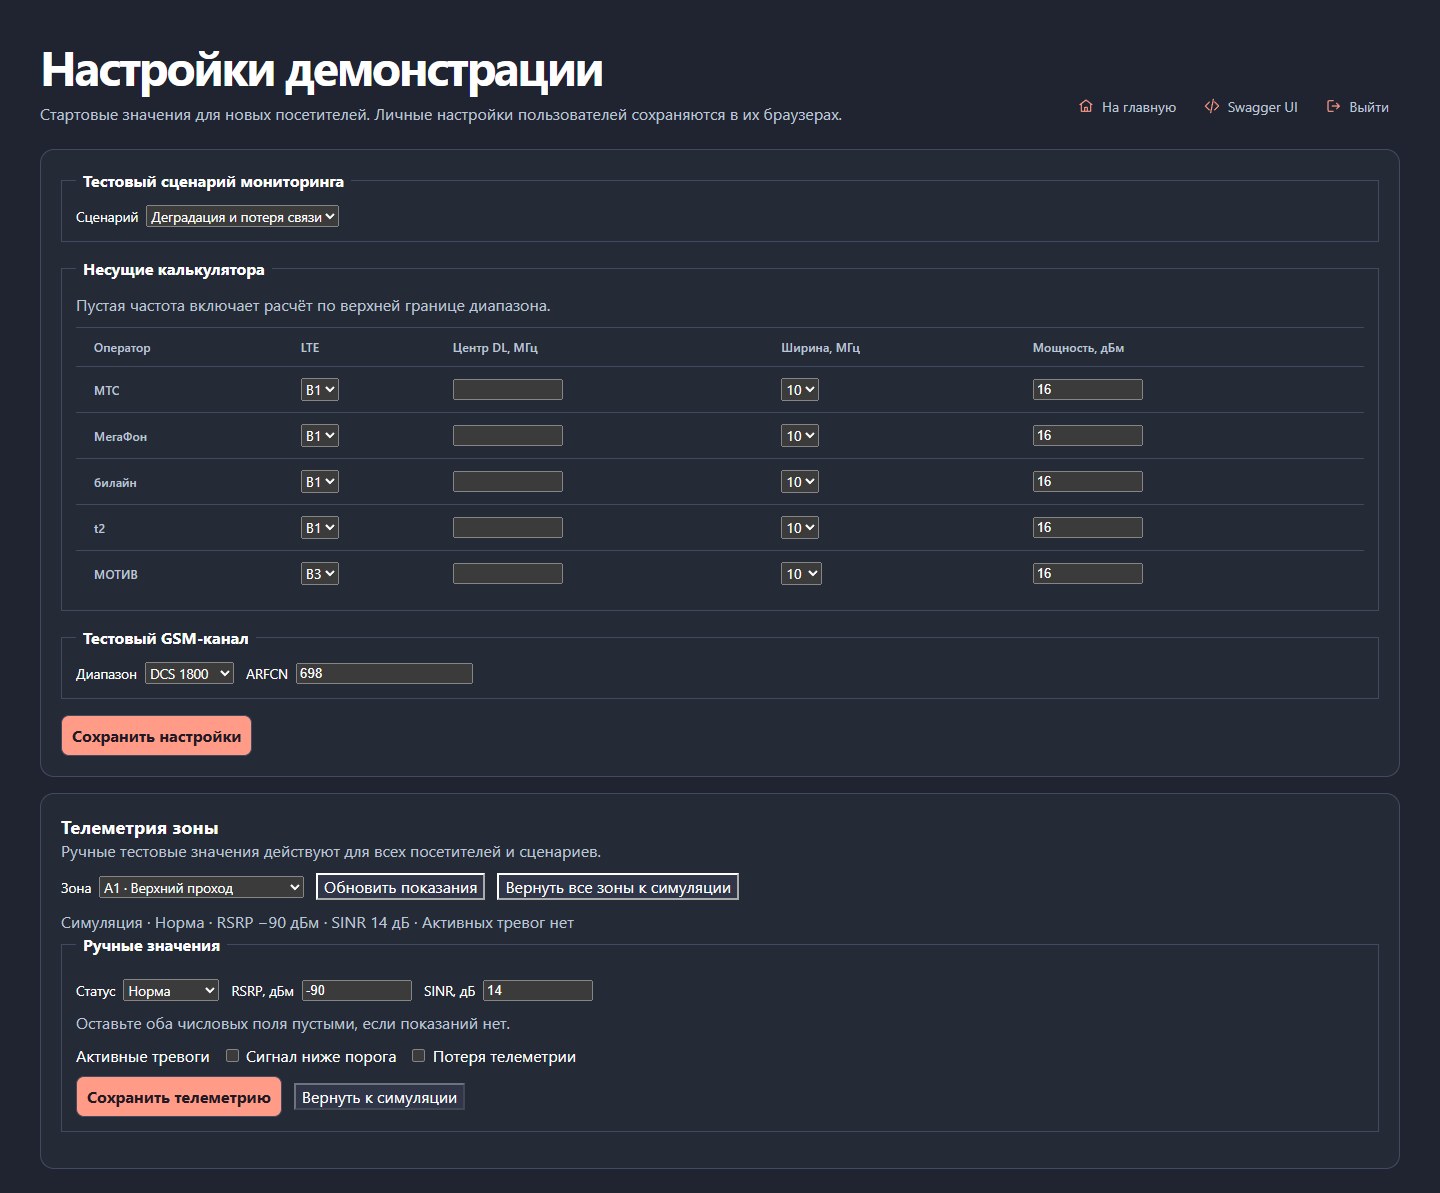 Настройки демонстрации
Стартовые значения для новых посетителей. Личные настройки пользователей сохраняются в их браузерах.
На главную Swagger UI Выйти
Тестовый сценарий мониторинга
Сценарий Деградация и потеря связи
Несущие калькулятора
Пустая частота включает расчёт по верхней границе диапазона.
Оператор LTE Центр DL, МГц Ширина, МГц Мощность, дБм
МТС B1 10 16
МегаФон B1 10 16
билайн B1 10 16
t2 B1 10 16
МОТИВ B3 10 16
Тестовый GSM-канал
Диапазон DCS 1800 ARFCN 698
Сохранить настройки
Телеметрия зоны
Ручные тестовые значения действуют для всех посетителей и сценариев.
Зона A1 · Верхний проход Обновить показания Вернуть все зоны к симуляции
Симуляция · Норма · RSRP −90 дБм · SINR 14 дБ · Активных тревог нет
Ручные значения
Статус Норма RSRP, дБм -90 SINR, дБ 14
Оставьте оба числовых поля пустыми, если показаний нет.
Активные тревоги Сигнал ниже порога Потеря телеметрии
Сохранить телеметрию Вернуть к симуляции